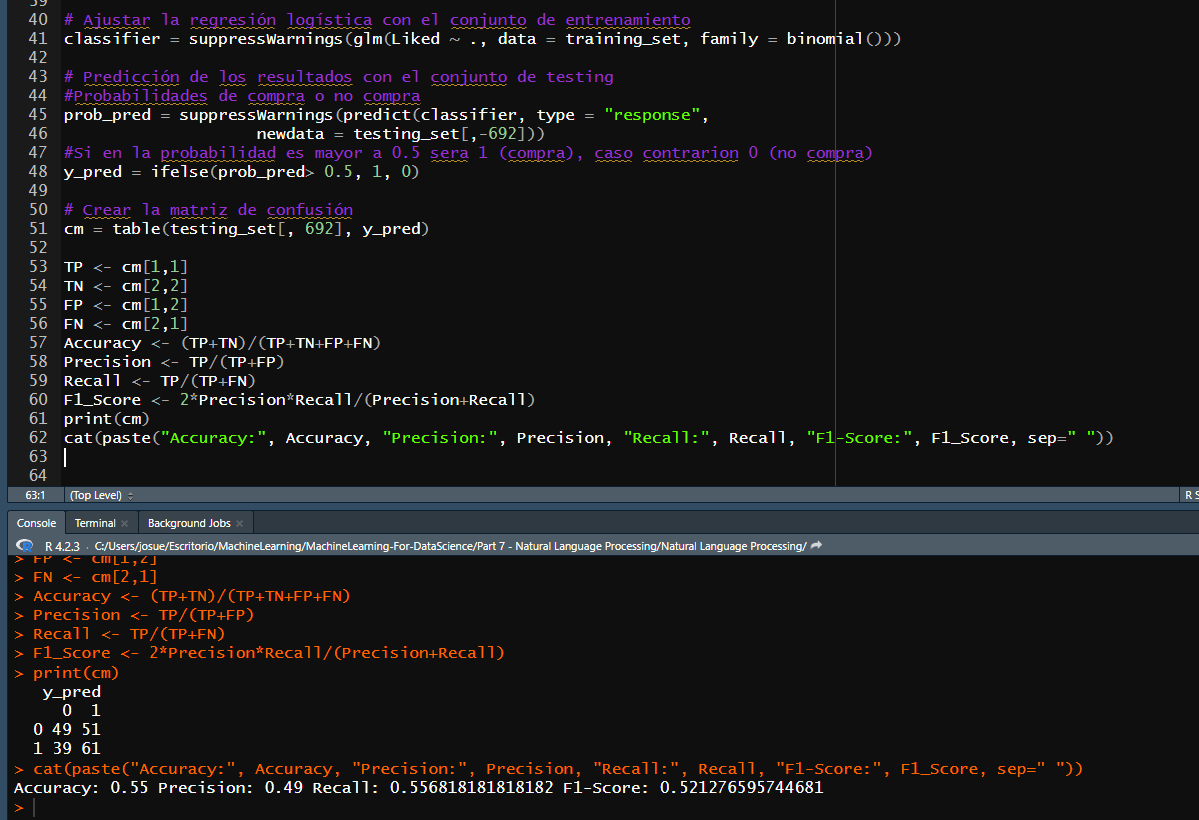 39
40 # Ajustar la regresión logística con el conjunto de entrenamiento
41 classifier = suppressWarnings(glm(Liked ~ ., data = training_set, family = binomial()))
42
43 # Predicción de los resultados con el conjunto de testing
44 #Probabilidades de compra o no compra
45 prob_pred = suppressWarnings(predict(classifier, type = "response",
46 newdata = testing_set[,-692]))
47 #Si en la probabilidad es mayor a 0.5 sera 1 (compra), caso contrarion 0 (no compra)
48 y_pred = ifelse(prob_pred> 0.5, 1, 0)
49
50 # Crear la matriz de confusión
51 cm = table(testing_set[, 692], y_pred)
52
53 TP <- cm[1,1]
54 TN <- cm[2,2]
55 FP <- cm[1,2]
56 FN <- cm[2,1]
57 Accuracy <- (TP+TN)/(TP+TN+FP+FN)
58 Precision <- TP/(TP+FP)
59 Recall <- TP/(TP+FN)
60 F1_Score <- 2*Precision*Recall/(Precision+Recall)
61 print(cm)
62 cat(paste("Accuracy:", Accuracy, "Precision:", Precision, "Recall:", Recall, "F1-Score:", F1_Score, sep=" "))
63
64
63:1 (Top Level) R S
Console Terminal Background Jobs
R 4.2.3 · C:/Users/josue/Escritorio/MachineLearning/MachineLearning-For-DataScience/Part 7 - Natural Language Processing/Natural Language Processing/
> FP <- cm[1,2]
> FN <- cm[2,1]
> Accuracy <- (TP+TN)/(TP+TN+FP+FN)
> Precision <- TP/(TP+FP)
> Recall <- TP/(TP+FN)
> F1_Score <- 2*Precision*Recall/(Precision+Recall)
> print(cm)
y_pred
0 1
0 49 51
1 39 61
> cat(paste("Accuracy:", Accuracy, "Precision:", Precision, "Recall:", Recall, "F1-Score:", F1_Score, sep=" "))
Accuracy: 0.55 Precision: 0.49 Recall: 0.556818181818182 F1-Score: 0.521276595744681
>